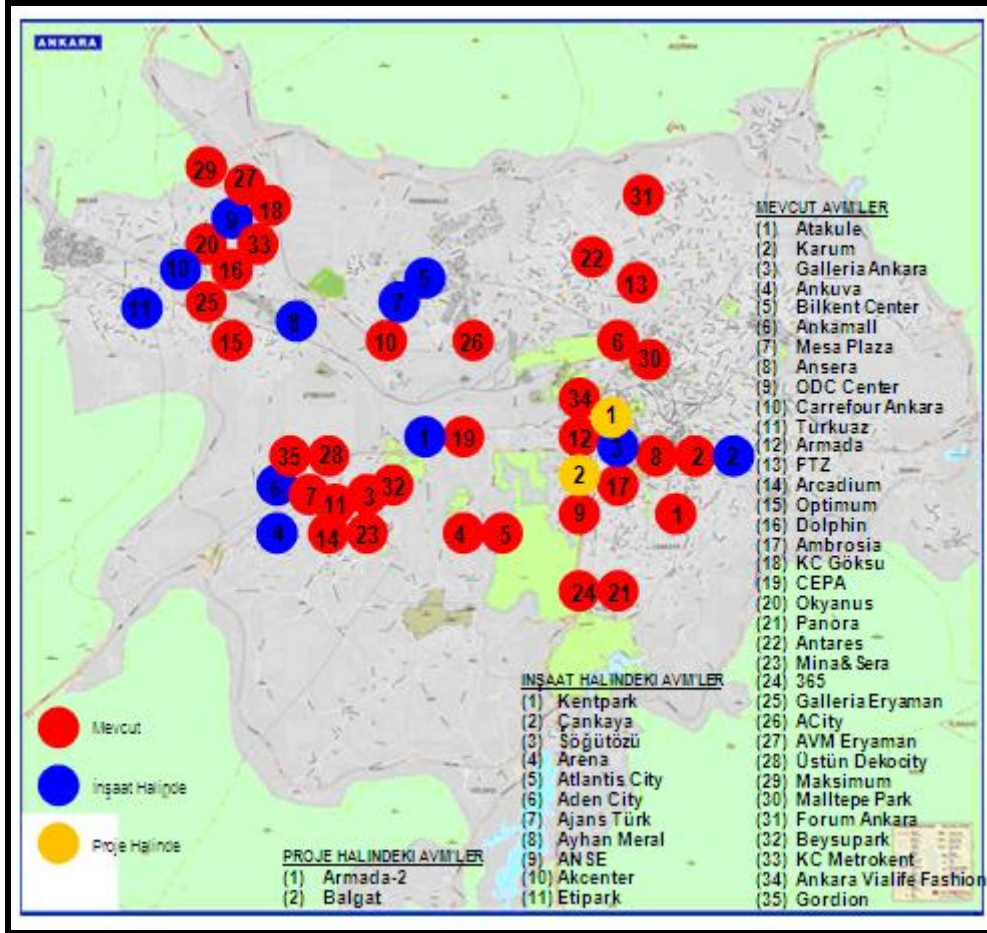 ANKARA
29
27
31
18
9
20
33
22
16
10
5
13
25
7
11
8
15
10
26
6
30
34
1
1
19
12
3
8
2
2
35
28
2
6
7
11
3
32
17
9
1
4
14
23
4
5
24
21
MEVCUT AVM'LER
(1) Atakule
(2) Karum
(3) Galleria Ankara
(4) Ankuva
(5) Bilkent Center
(6) Ankamall
(7) Mesa Plaza
(8) Ansera
(9) ODC Center
(10) Carrefour Ankara
(11) Türkuaz
(12) Armada
(13) FTZ
(14) Arcadium
(15) Optimum
(16) Dolphin
(17) Ambrosia
(18) KC Göksu
(19) CEPA
(20) Okyanus
(21) Panora
(22) Antares
(23) Mina&Sera
(24) 365
(25) Galleria Eryaman
(26) ACity
(27) AVM Eryaman
(28) Üstün Dekocity
(29) Maksimum
(30) Malltepe Park
(31) Forum Ankara
(32) Beysupark
(33) KC Metrokent
(34) Ankara Vialife Fashion
(35) Gordion
INŞAAT HALINDEKI AVM'LER
(1) Kentpark
(2) Çankaya
(3) Söğütözü
(4) Arena
(5) Atlantis City
(6) Aden City
(7) Ajans Türk
(8) Ayhan Meral
(9) ANSE
(10) Akcenter
(11) Etipark
Mevcut
İnşaat Halinde
Proje Halinde
PROJE HALINDEKI AVM'LER
(1) Armada-2
(2) Balgat